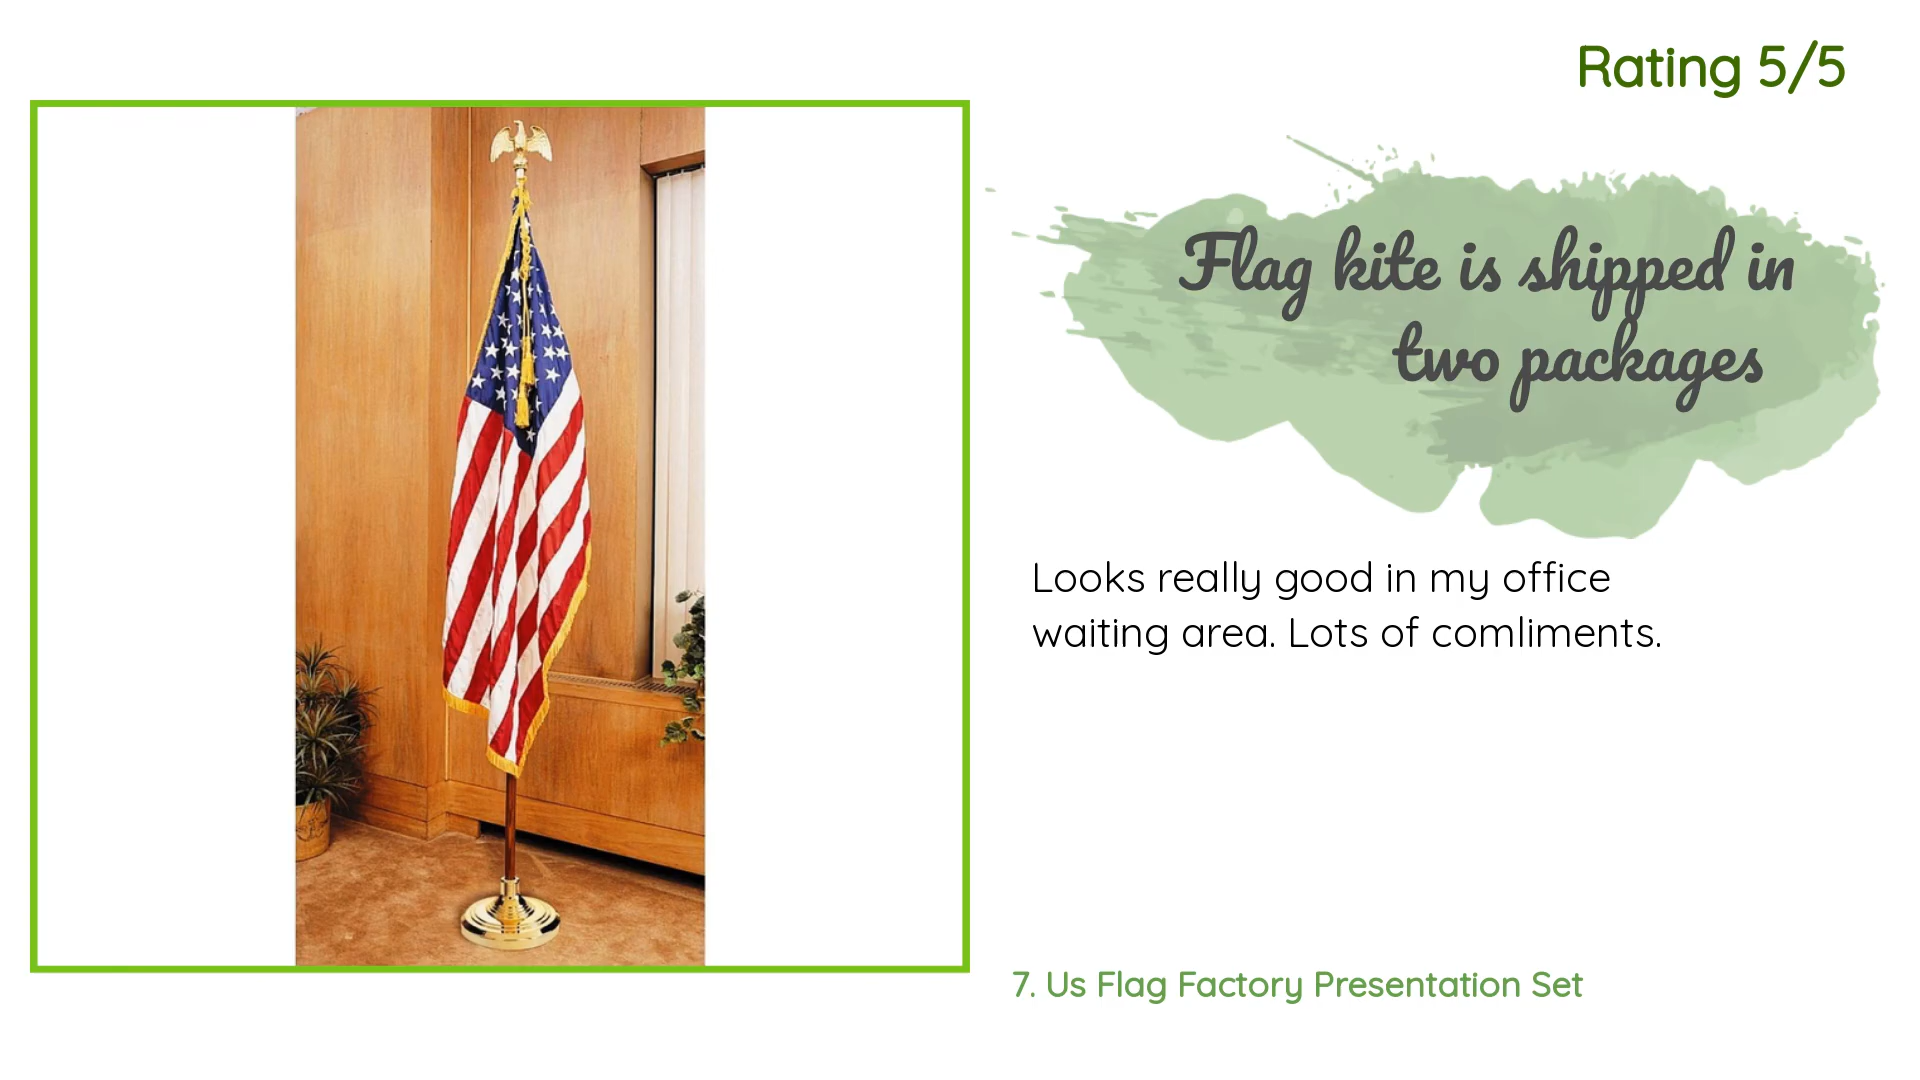 Rating 5/5
Flag kite is shipped in
two packages
Looks really good in my office
waiting area. Lots of comliments.
7. Us Flag Factory Presentation Set